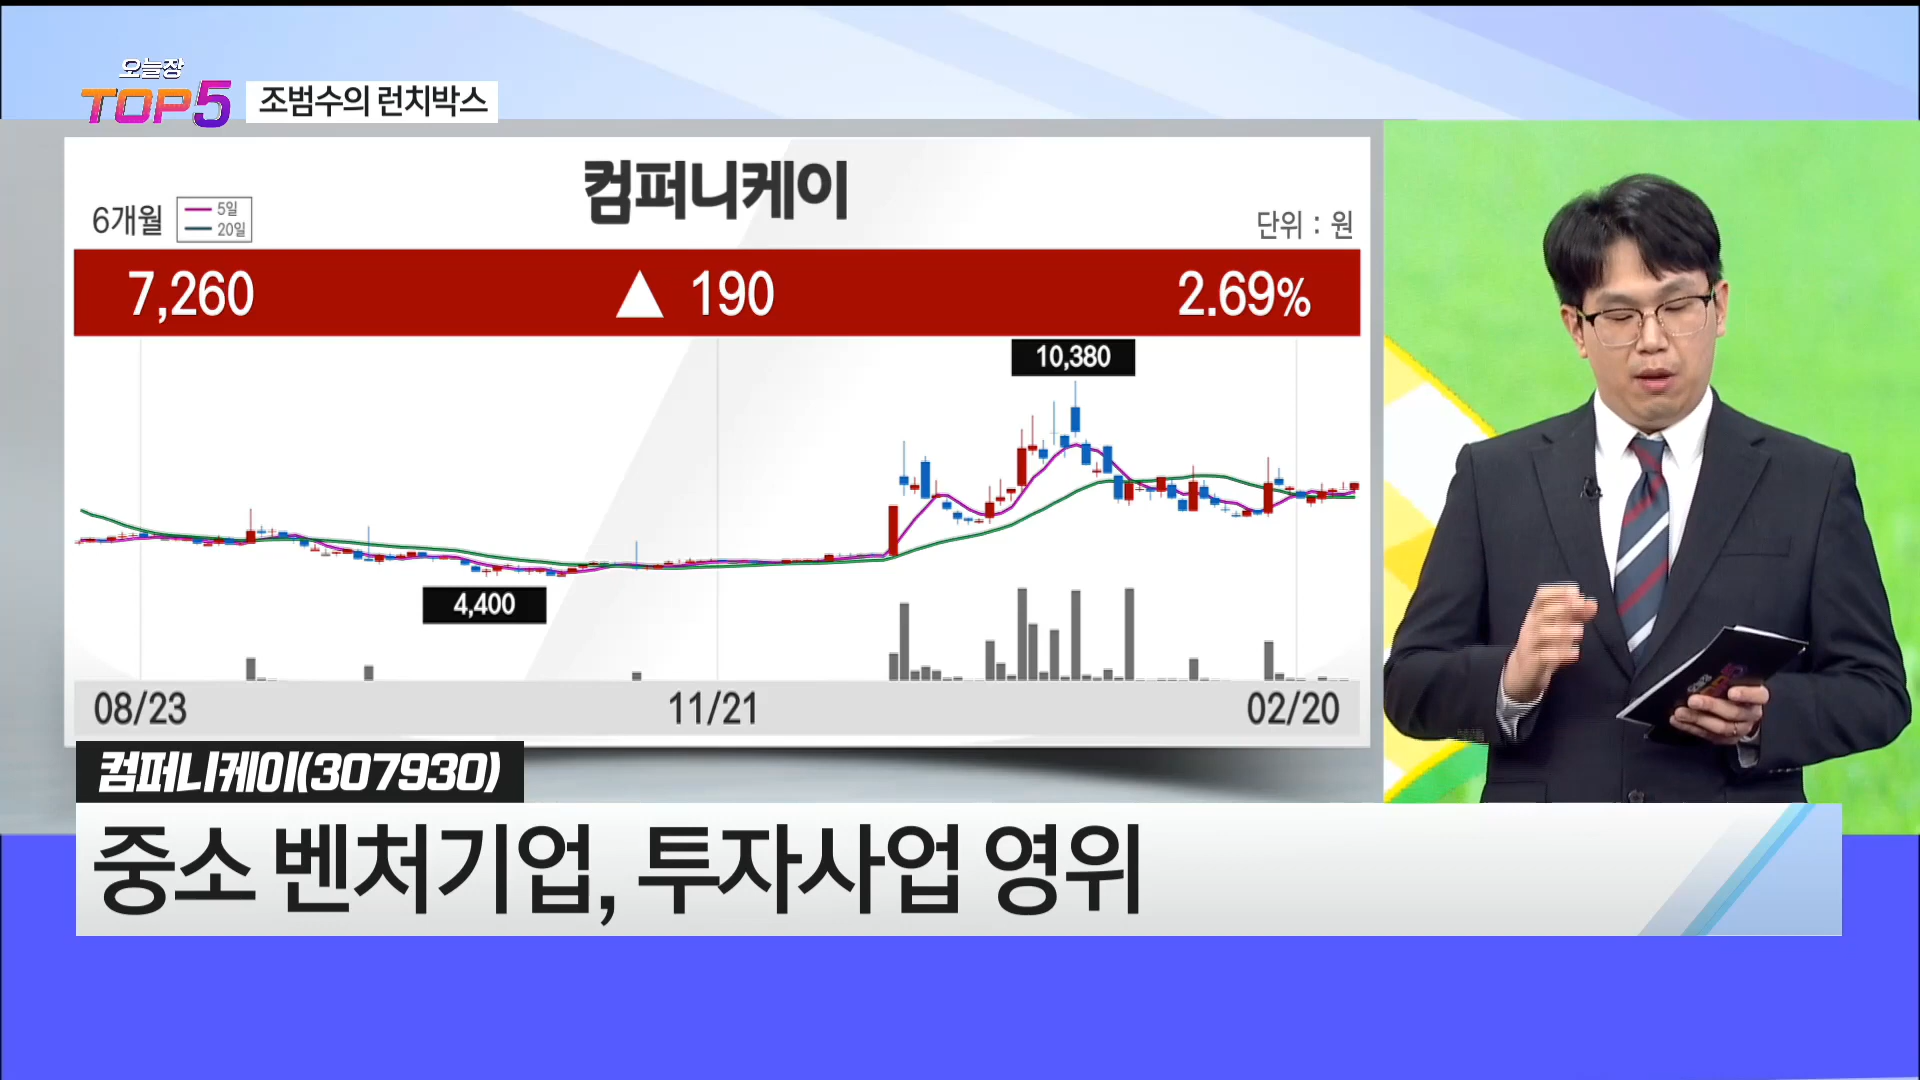 오늘장
TOP5
조범수의 런치박스
컴퍼니케이
6개월
5일
20일
단위 : 원
7,260 ▲ 190 2.69%
10,380
4,400
08/23 11/21 02/20
컴퍼니케이(307930)
중소 벤처기업, 투자사업 영위